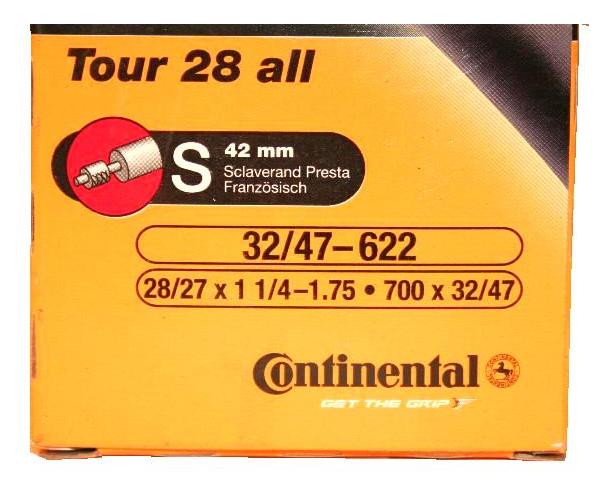 Tour 28 all
S 42 mm
Sclaverand Presta
Französisch
32/47–622
28/27 x 1 1/4–1.75 • 700 x 32/47
Continental
GET THE GRIP